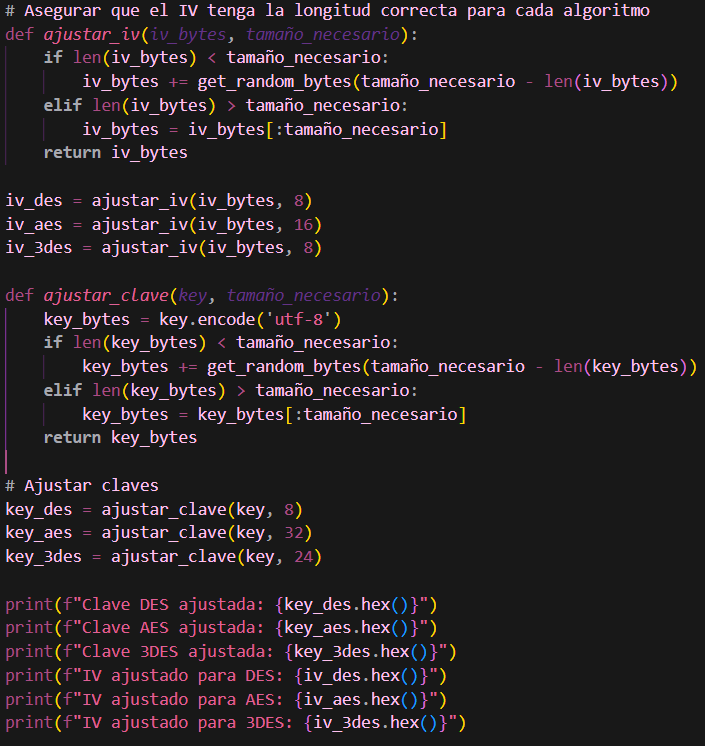 # Asegurar que el IV tenga la longitud correcta para cada algoritmo
def ajustar_iv(iv_bytes, tamaño_necesario):
    if len(iv_bytes) < tamaño_necesario:
        iv_bytes += get_random_bytes(tamaño_necesario - len(iv_bytes))
    elif len(iv_bytes) > tamaño_necesario:
        iv_bytes = iv_bytes[:tamaño_necesario]
    return iv_bytes

iv_des = ajustar_iv(iv_bytes, 8)
iv_aes = ajustar_iv(iv_bytes, 16)
iv_3des = ajustar_iv(iv_bytes, 8)

def ajustar_clave(key, tamaño_necesario):
    key_bytes = key.encode('utf-8')
    if len(key_bytes) < tamaño_necesario:
        key_bytes += get_random_bytes(tamaño_necesario - len(key_bytes))
    elif len(key_bytes) > tamaño_necesario:
        key_bytes = key_bytes[:tamaño_necesario]
    return key_bytes

# Ajustar claves
key_des = ajustar_clave(key, 8)
key_aes = ajustar_clave(key, 32)
key_3des = ajustar_clave(key, 24)

print(f"Clave DES ajustada: {key_des.hex()}")
print(f"Clave AES ajustada: {key_aes.hex()}")
print(f"Clave 3DES ajustada: {key_3des.hex()}")
print(f"IV ajustado para DES: {iv_des.hex()}")
print(f"IV ajustado para AES: {iv_aes.hex()}")
print(f"IV ajustado para 3DES: {iv_3des.hex()}")